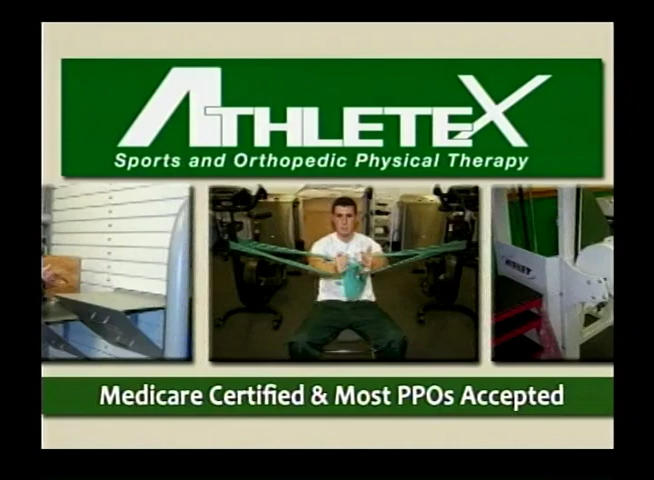 ATHLETEX
Sports and Orthopedic Physical Therapy
Medicare Certified & Most PPOs Accepted